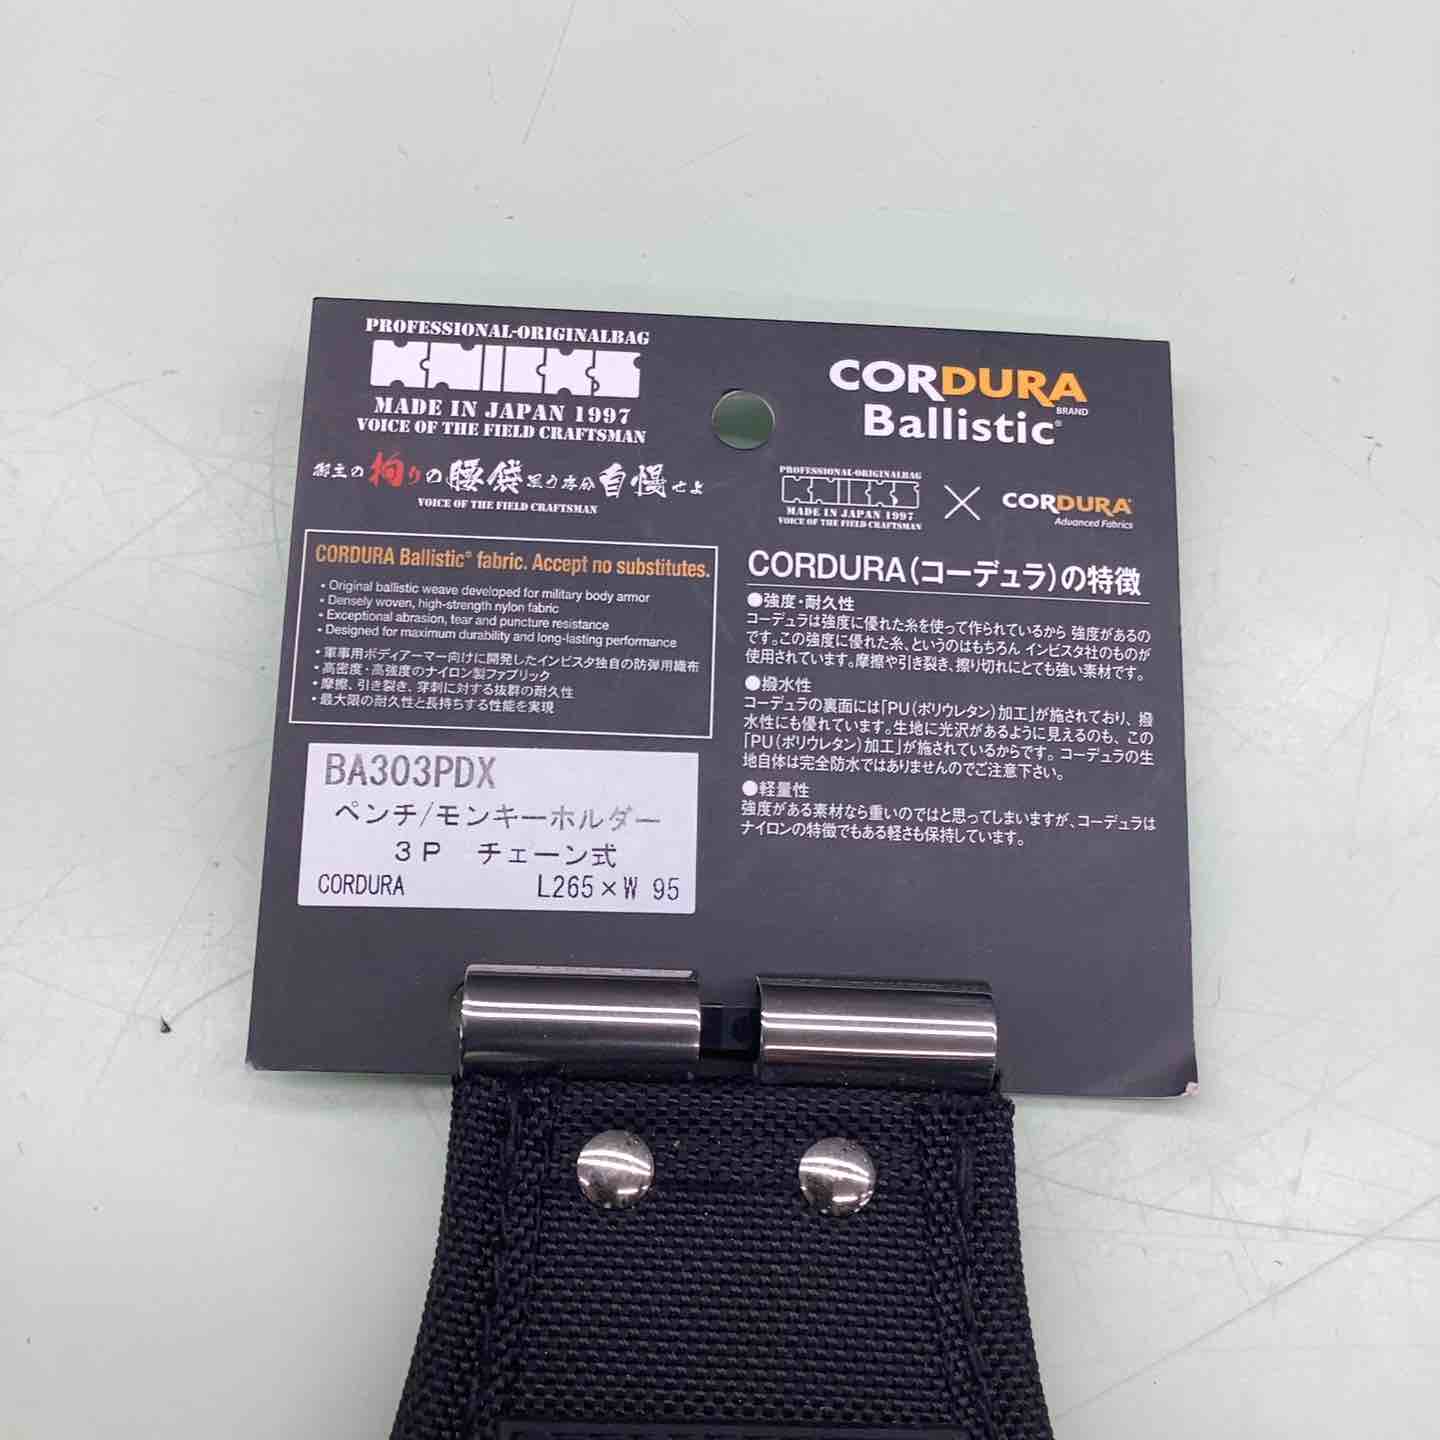 PROFESSIONAL-ORIGINALBAG
KNICKS
MADE IN JAPAN 1997
VOICE OF THE FIELD CRAFTSMAN
御主の拘りの腰袋思う存分自慢せよ
VOICE OF THE FIELD CRAFTSMAN
CORDURA Ballistic® fabric. Accept no substitutes.
• Original ballistic weave developed for military body armor
• Densely woven, high-strength nylon fabric
• Exceptional abrasion, tear and puncture resistance
• Designed for maximum durability and long-lasting performance
• 軍事用ボディアーマー向けに開発したインビスタ独自の防弾用織布
• 高密度・高強度のナイロン製ファブリック
• 摩擦、引き裂き、穿刺に対する抜群の耐久性
• 最大限の耐久性と長持ちする性能を実現
BA303PDX
ペンチ/モンキーホルダー
3P チェーン式
CORDURA L265×W 95
CORDURA
BRAND
Ballistic®
PROFESSIONAL-ORIGINALBAG
KNICKS
MADE IN JAPAN 1997
VOICE OF THE FIELD CRAFTSMAN
×
CORDURA®
Advanced Fabrics
CORDURA(コーデュラ)の特徴
●強度・耐久性
コーデュラは強度に優れた糸を使って作られているから 強度があるの
です。この強度に優れた糸、というのはもちろん インビスタ社のものが
使用されています。摩擦や引き裂き、擦り切れにとても強い素材です。
●撥水性
コーデュラの裏面には「PU(ポリウレタン)加工」が施されており、撥
水性にも優れています。生地に光沢があるように見えるのも、この
「PU(ポリウレタン)加工」が施されているからです。コーデュラの生
地自体は完全防水ではありませんのでご注意下さい。
●軽量性
強度がある素材なら重いのではと思ってしまいますが、コーデュラは
ナイロンの特徴でもある軽さも保持しています。